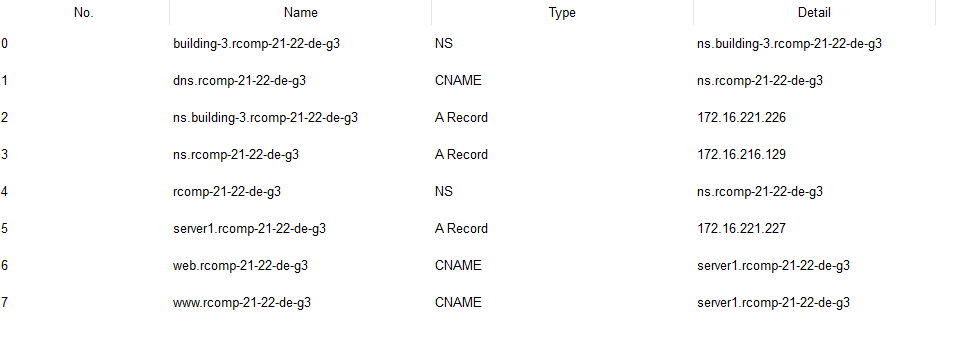 No. Name Type Detail
0 building-3.rcomp-21-22-de-g3 NS ns.building-3.rcomp-21-22-de-g3
1 dns.rcomp-21-22-de-g3 CNAME ns.rcomp-21-22-de-g3
2 ns.building-3.rcomp-21-22-de-g3 A Record 172.16.221.226
3 ns.rcomp-21-22-de-g3 A Record 172.16.216.129
4 rcomp-21-22-de-g3 NS ns.rcomp-21-22-de-g3
5 server1.rcomp-21-22-de-g3 A Record 172.16.221.227
6 web.rcomp-21-22-de-g3 CNAME server1.rcomp-21-22-de-g3
7 www.rcomp-21-22-de-g3 CNAME server1.rcomp-21-22-de-g3